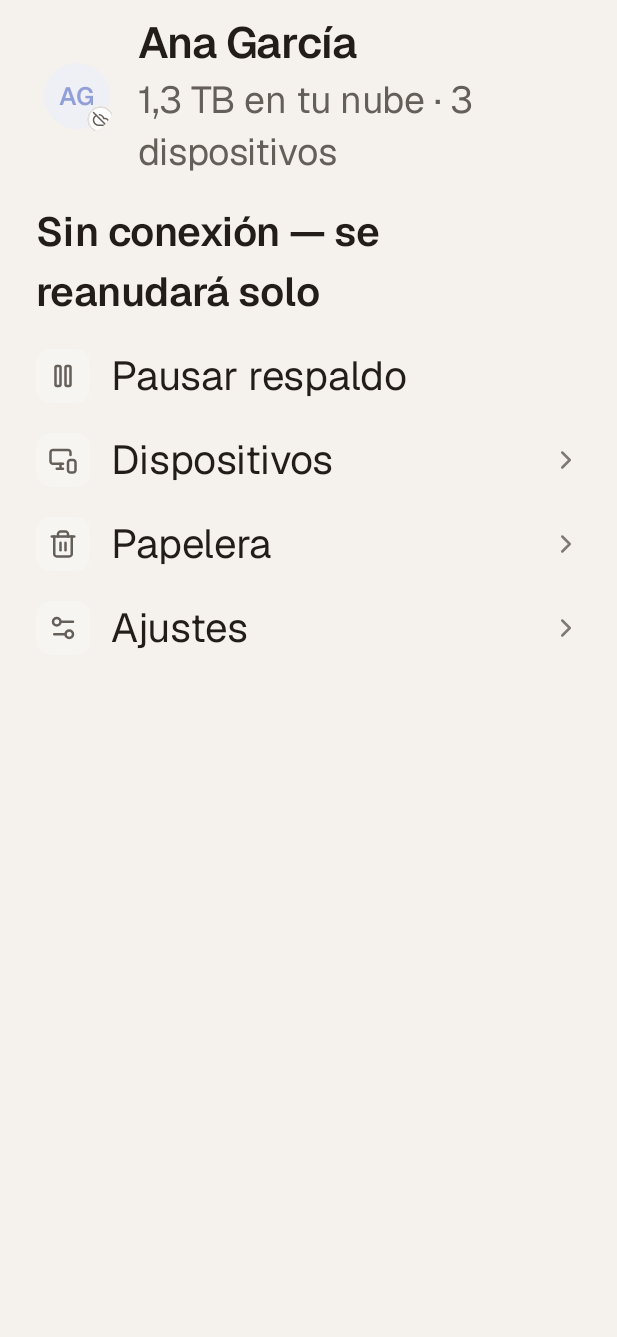 Ana García
AG
1,3 TB en tu nube · 3
dispositivos
Sin conexión — se
reanudará solo
Pausar respaldo
Dispositivos
Papelera
Ajustes